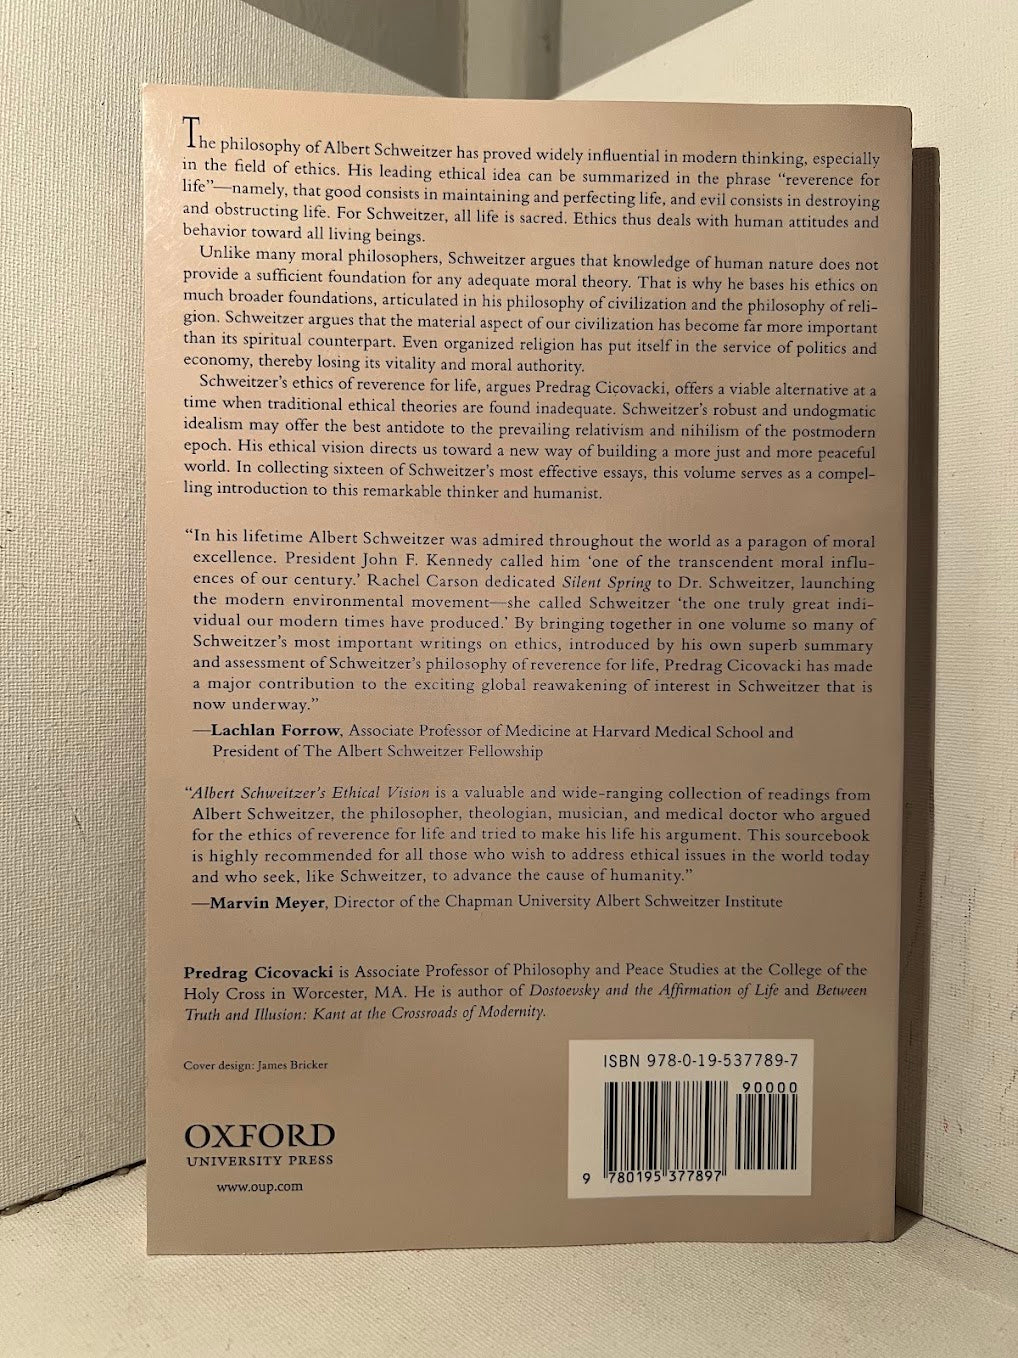 The philosophy of Albert Schweitzer has proved widely influential in modern thinking, especially
in the field of ethics. His leading ethical idea can be summarized in the phrase “reverence for
life”—namely, that good consists in maintaining and perfecting life, and evil consists in destroying
and obstructing life. For Schweitzer, all life is sacred. Ethics thus deals with human attitudes and
behavior toward all living beings.
Unlike many moral philosophers, Schweitzer argues that knowledge of human nature does not
provide a sufficient foundation for any adequate moral theory. That is why he bases his ethics on
much broader foundations, articulated in his philosophy of civilization and the philosophy of reli-
gion. Schweitzer argues that the material aspect of our civilization has become far more important
than its spiritual counterpart. Even organized religion has put itself in the service of politics and
economy, thereby losing its vitality and moral authority.
Schweitzer’s ethics of reverence for life, argues Predrag Cicovacki, offers a viable alternative at a
time when traditional ethical theories are found inadequate. Schweitzer’s robust and undogmatic
idealism may offer the best antidote to the prevailing relativism and nihilism of the postmodern
epoch. His ethical vision directs us toward a new way of building a more just and more peaceful
world. In collecting sixteen of Schweitzer’s most effective essays, this volume serves as a compel-
ling introduction to this remarkable thinker and humanist.
“In his lifetime Albert Schweitzer was admired throughout the world as a paragon of moral
excellence. President John F. Kennedy called him ‘one of the transcendent moral influ-
ences of our century.’ Rachel Carson dedicated Silent Spring to Dr. Schweitzer, launching
the modern environmental movement—she called Schweitzer ‘the one truly great indi-
vidual our modern times have produced.’ By bringing together in one volume so many of
Schweitzer’s most important writings on ethics, introduced by his own superb summary
and assessment of Schweitzer’s philosophy of reverence for life, Predrag Cicovacki has made
a major contribution to the exciting global reawakening of interest in Schweitzer that is
now underway.”
—Lachlan Forrow, Associate Professor of Medicine at Harvard Medical School and
President of The Albert Schweitzer Fellowship
“Albert Schweitzer’s Ethical Vision is a valuable and wide-ranging collection of readings from
Albert Schweitzer, the philosopher, theologian, musician, and medical doctor who argued
for the ethics of reverence for life and tried to make his life his argument. This sourcebook
is highly recommended for all those who wish to address ethical issues in the world today
and who seek, like Schweitzer, to advance the cause of humanity.”
—Marvin Meyer, Director of the Chapman University Albert Schweitzer Institute
Predrag Cicovacki is Associate Professor of Philosophy and Peace Studies at the College of the
Holy Cross in Worcester, MA. He is author of Dostoevsky and the Affirmation of Life and Between
Truth and Illusion: Kant at the Crossroads of Modernity.
Cover design: James Bricker
OXFORD
UNIVERSITY PRESS
www.oup.com
ISBN 978-0-19-537789-7
90000
9 780195 377897